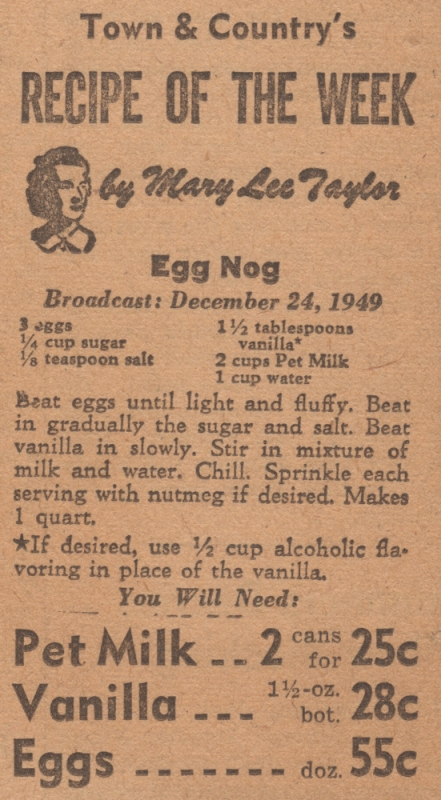 Town & Country's
RECIPE OF THE WEEK
by Mary Lee Taylor
Egg Nog
Broadcast: December 24, 1949
3 eggs
¼ cup sugar
⅛ teaspoon salt
1½ tablespoons
vanilla*
2 cups Pet Milk
1 cup water
Beat eggs until light and fluffy. Beat
in gradually the sugar and salt. Beat
vanilla in slowly. Stir in mixture of
milk and water. Chill. Sprinkle each
serving with nutmeg if desired. Makes
1 quart.
★If desired, use ½ cup alcoholic fla-
voring in place of the vanilla.
You Will Need:
Pet Milk -- 2 cans for 25c
Vanilla --- 1½-oz. bot. 28c
Eggs ------- doz. 55c